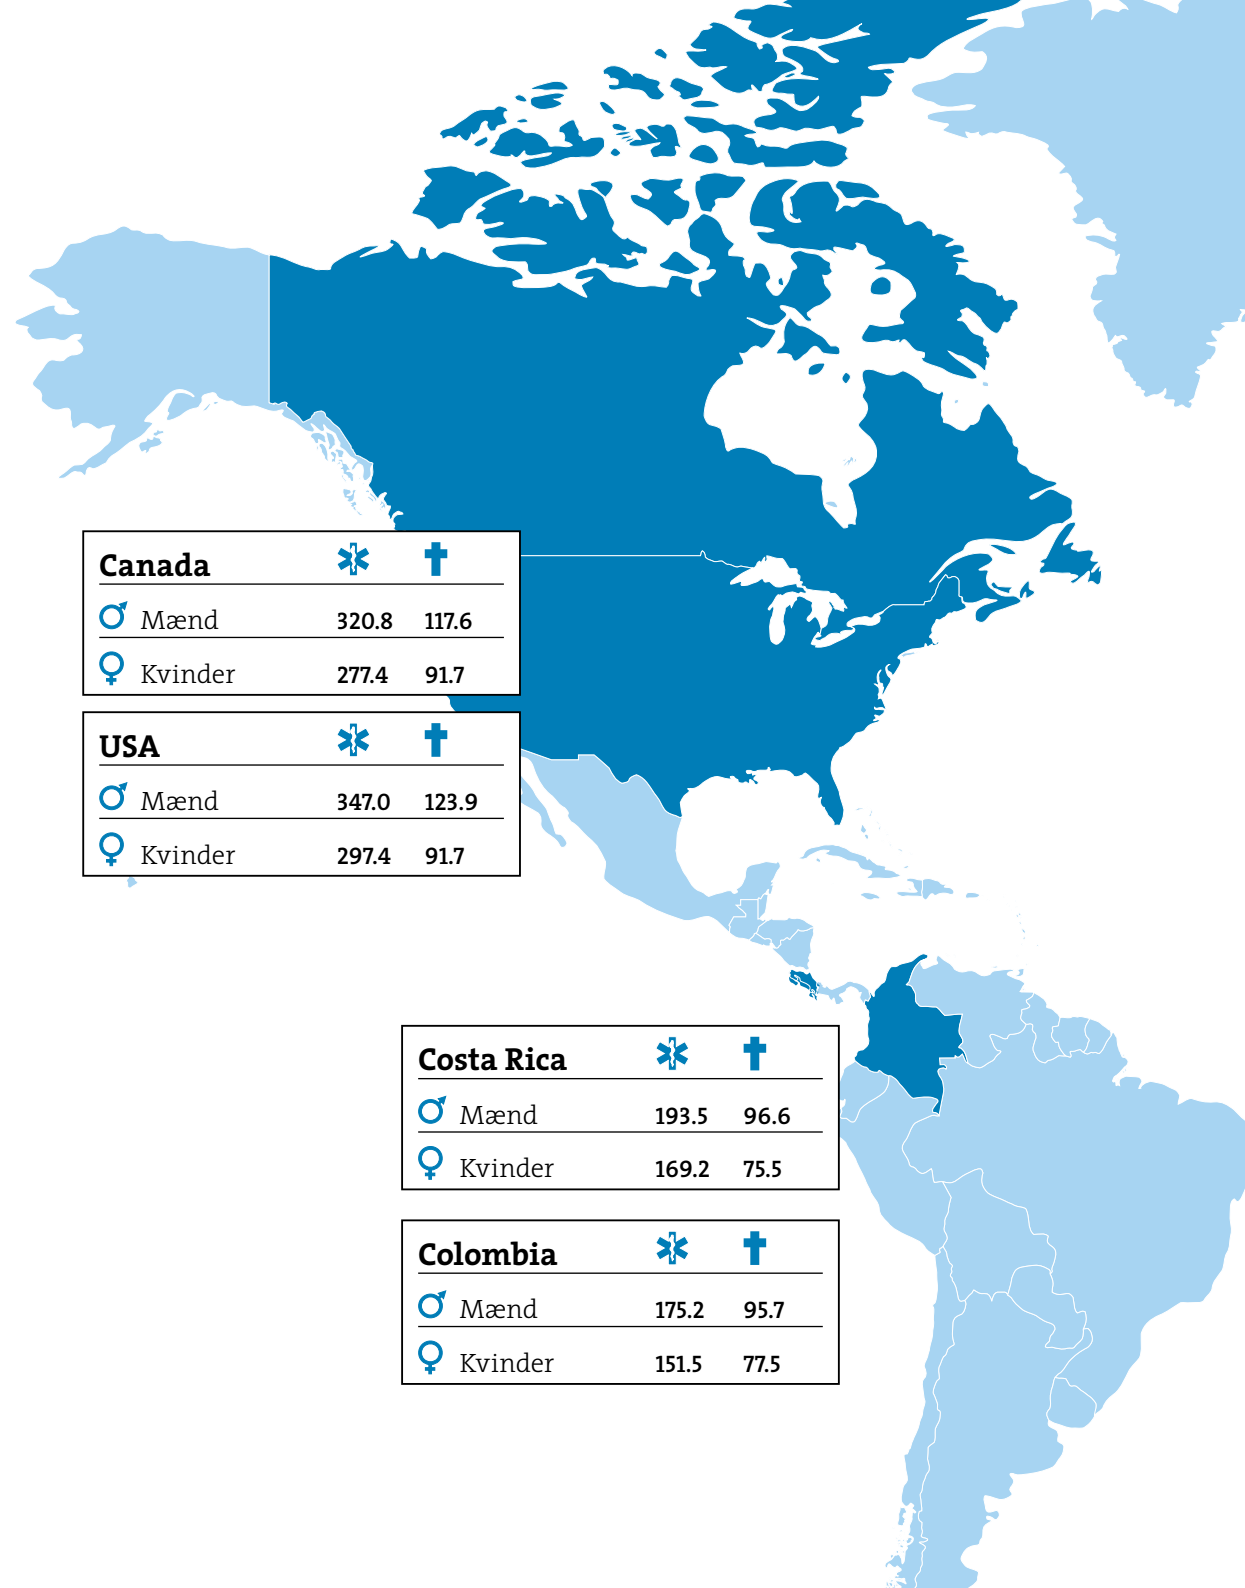 Canada
Mænd 320.8 117.6
Kvinder 277.4 91.7
USA
Mænd 347.0 123.9
Kvinder 297.4 91.7
Costa Rica
Mænd 193.5 96.6
Kvinder 169.2 75.5
Colombia
Mænd 175.2 95.7
Kvinder 151.5 77.5